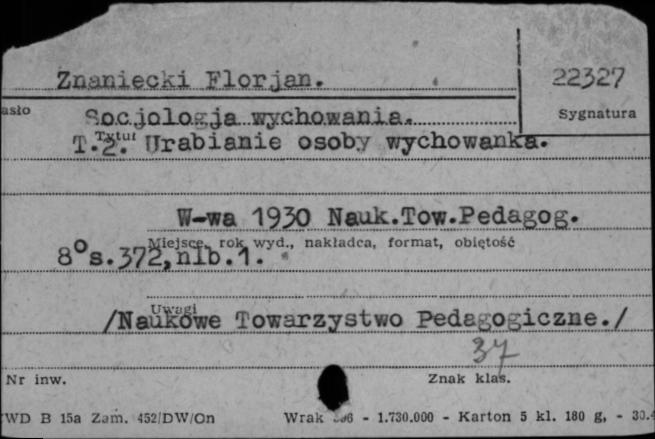 Znaniecki Florjan. 22327
asło Socjologja wychowania. Sygnatura
Tytuł
T.2. Urabianie osoby wychowanka.
W-wa 1930 Nauk.Tow.Pedagog.
Miejsce, rok wyd., nakładca, format, obiętość
8° s.372,nlb.1.
Uwagi
/Naukowe Towarzystwo Pedagogiczne./
37
Nr inw. Znak klas.
WD B 15a Zam. 452/DW/On Wrak - 1.730.000 - Karton 5 kl. 180 g, - 30.4